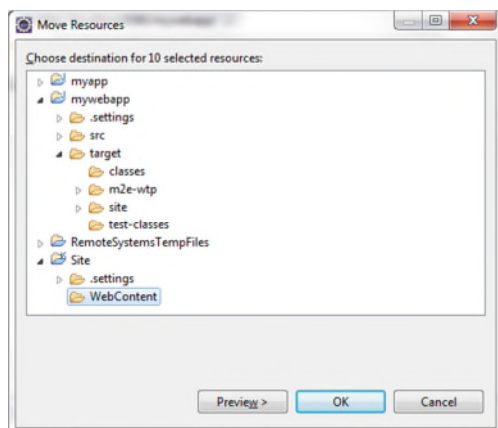 Move Resources
Choose destination for 10 selected resources:
myapp
mywebapp
.settings
src
target
classes
m2e-wtp
site
test-classes
RemoteSystemsTempFiles
Site
.settings
WebContent
Preview > OK Cancel